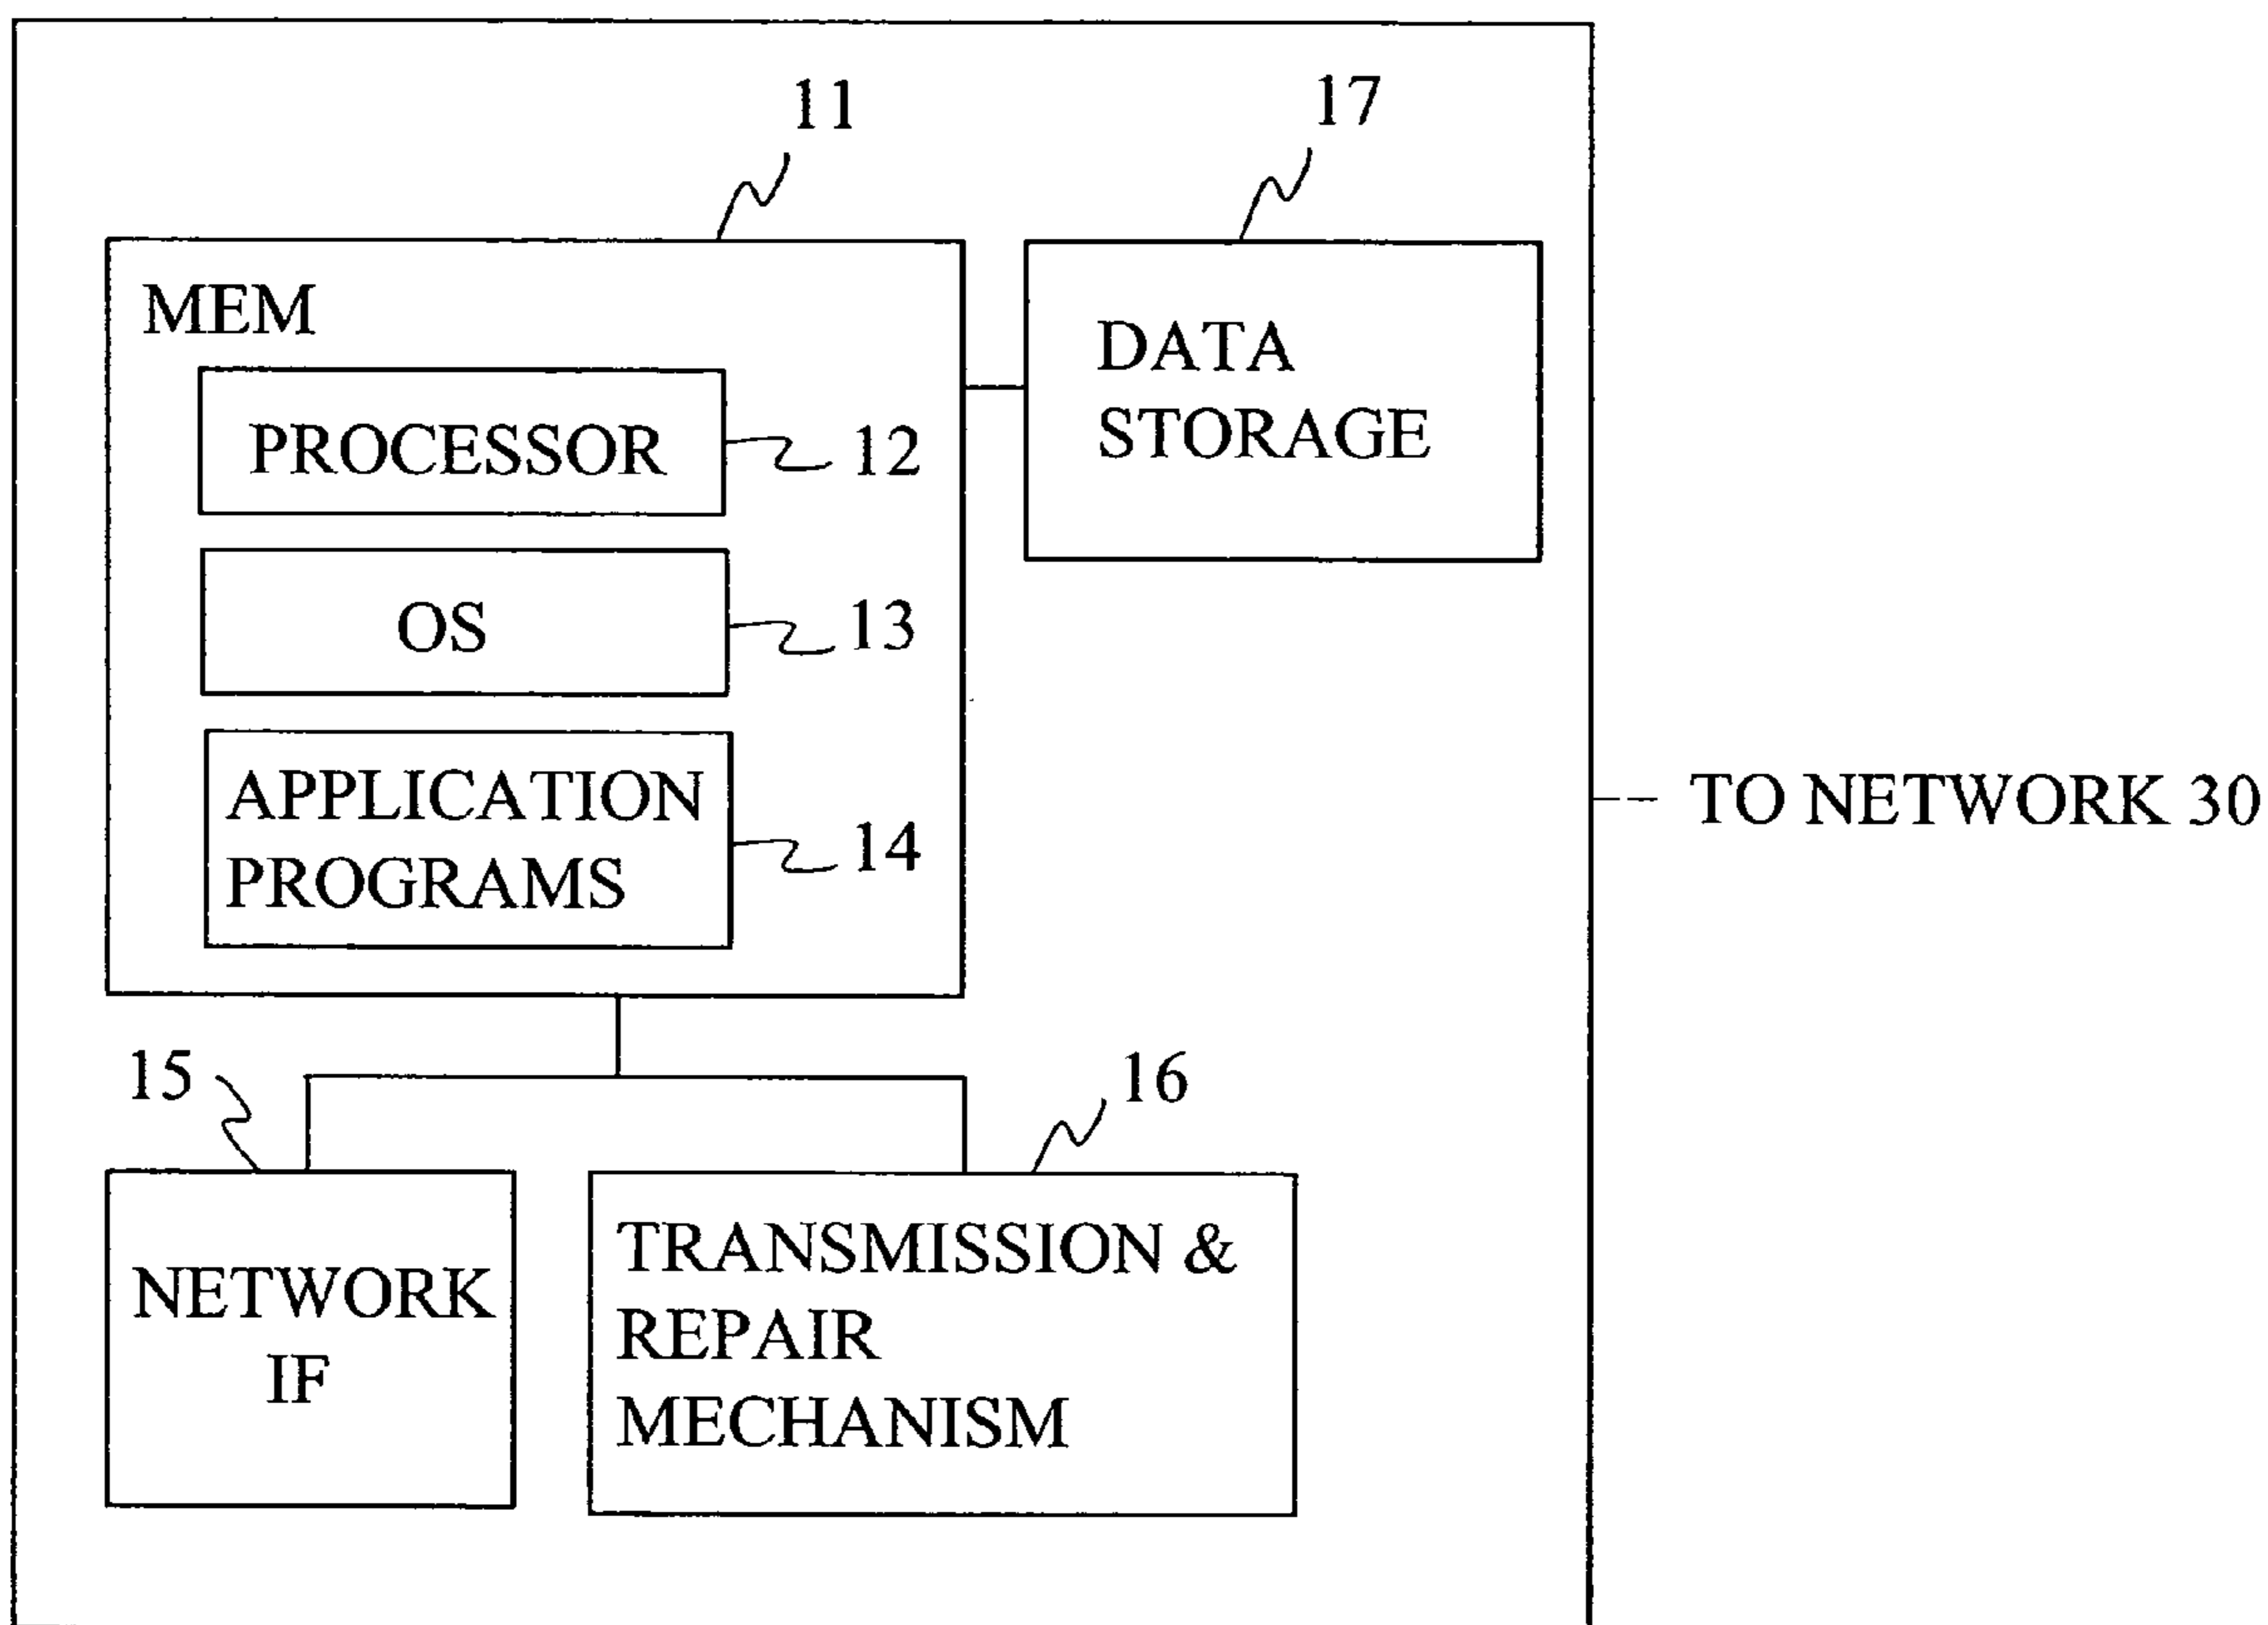 11
17
MEM
PROCESSOR
12
OS
13
APPLICATION
PROGRAMS
14
DATA
STORAGE
TO NETWORK 30
15
16
NETWORK
IF
TRANSMISSION &
REPAIR
MECHANISM